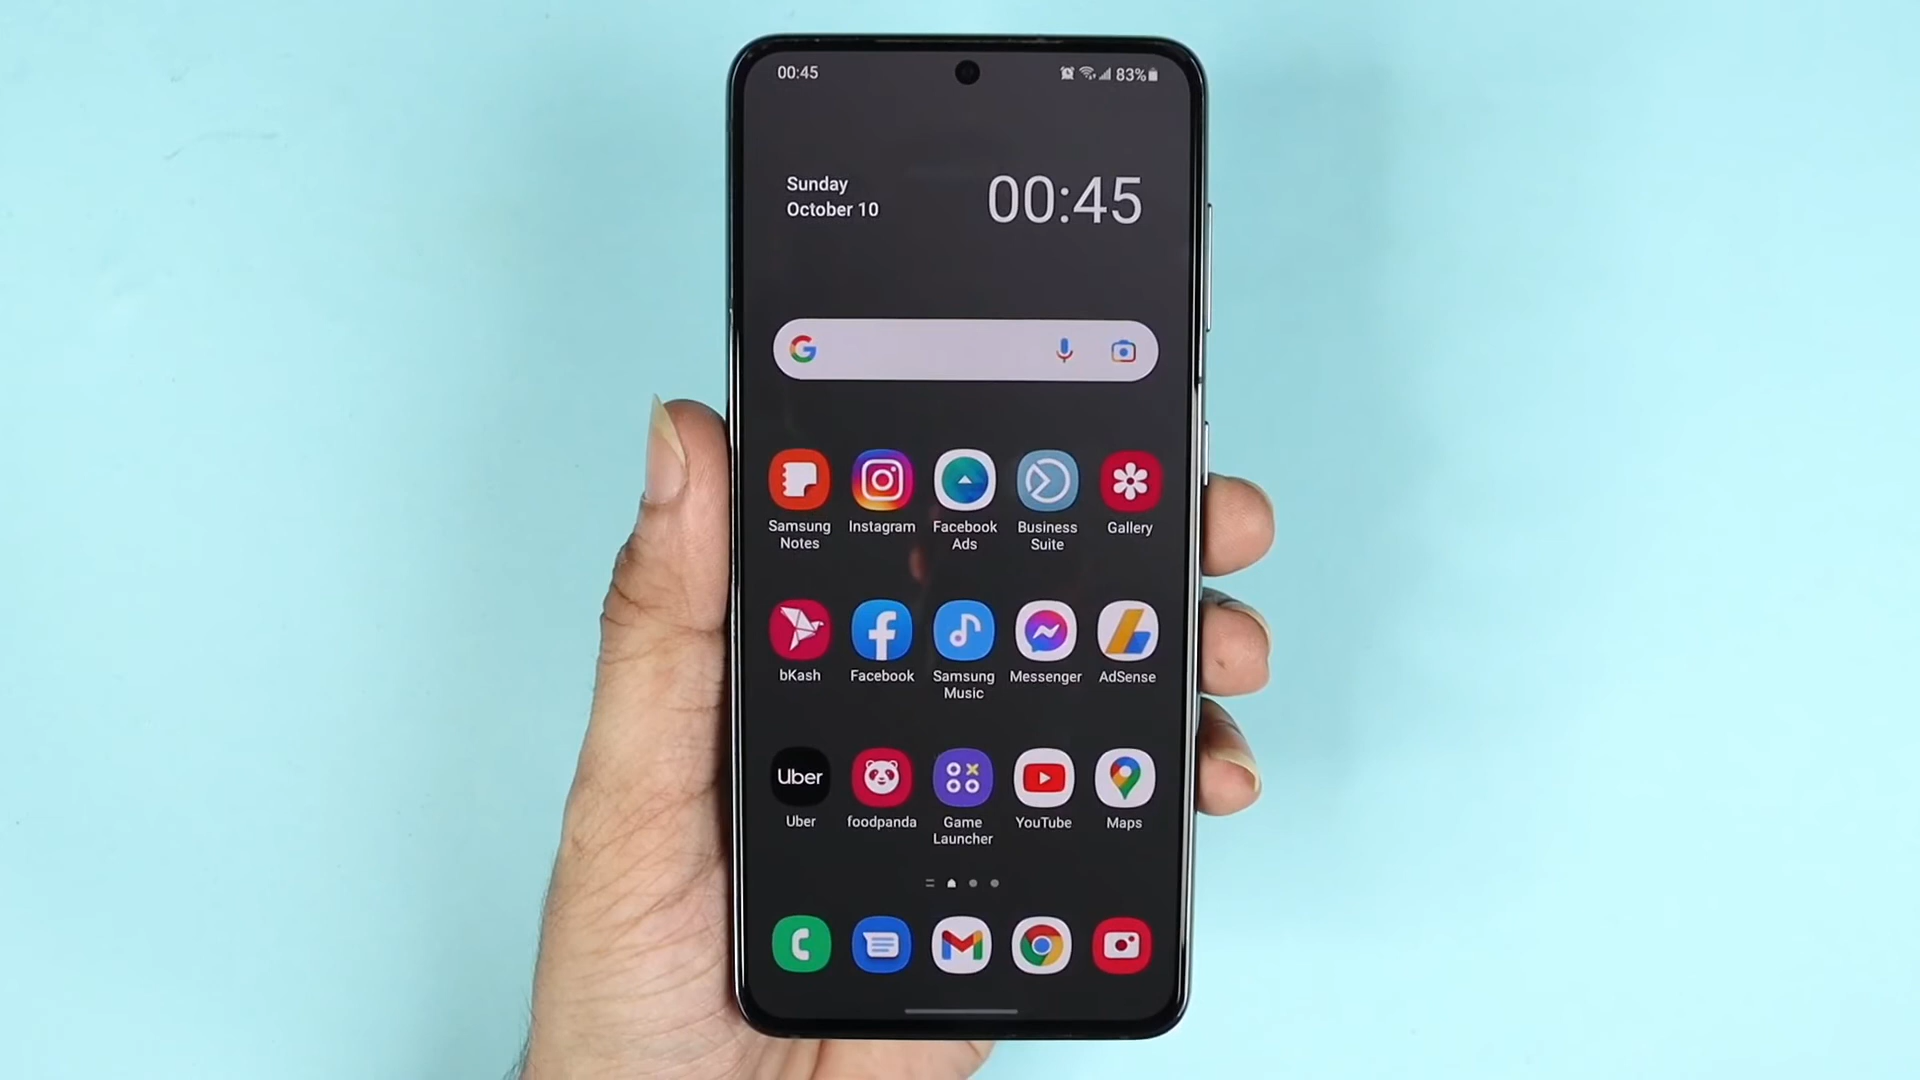 00:45
83%
Sunday
October 10
00:45
Samsung Notes
Instagram
Facebook Ads
Business Suite
Gallery
bKash
Facebook
Samsung Music
Messenger
AdSense
Uber
Uber
foodpanda
Game Launcher
YouTube
Maps